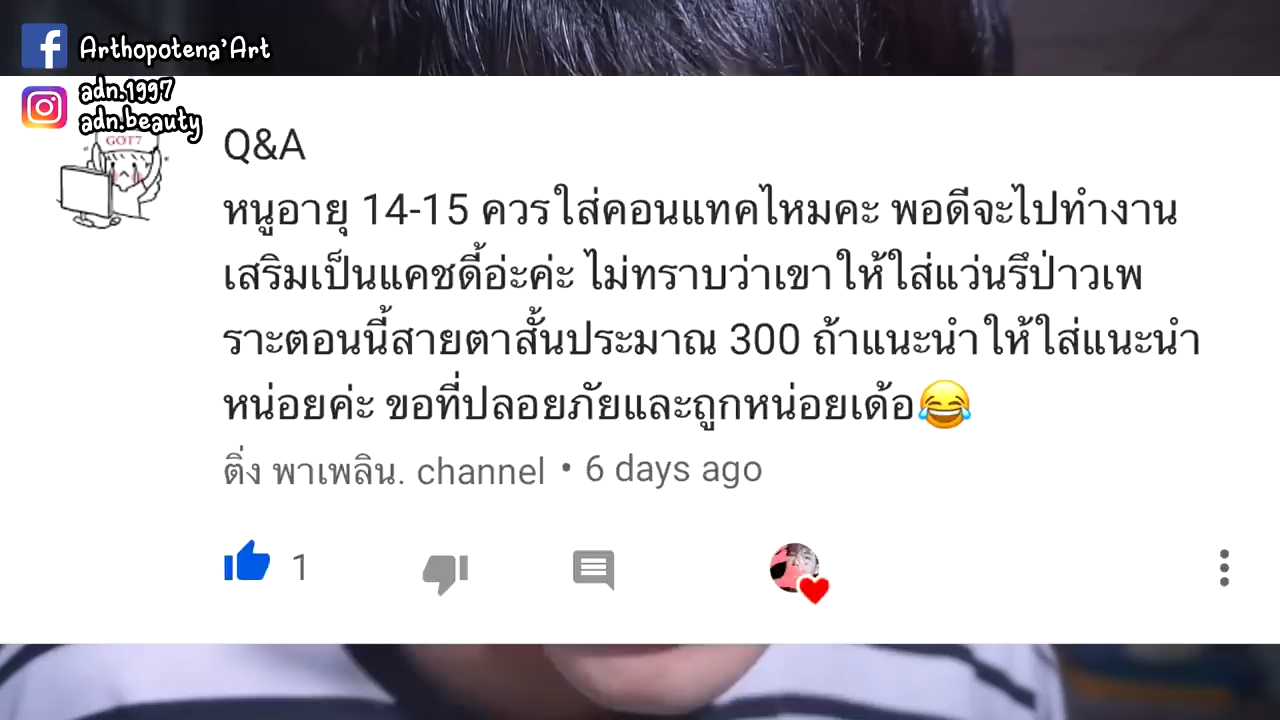 Arthopotena'Art
adn.1997
adn.beauty
GOT7
Q&A
หนูอายุ 14-15 ควรใส่คอนแทคไหมคะ พอดีจะไปทำงาน
เสริมเป็นแคชดี้อ่ะค่ะ ไม่ทราบว่าเขาให้ใส่แว่นรึป่าวเพ
ราะตอนนี้สายตาสั้นประมาณ 300 ถ้าแนะนำให้ใส่แนะนำ
หน่อยค่ะ ขอที่ปลอยภัยและถูกหน่อยเด้อ😂
ติ่ง พาเพลิน. channel • 6 days ago
1